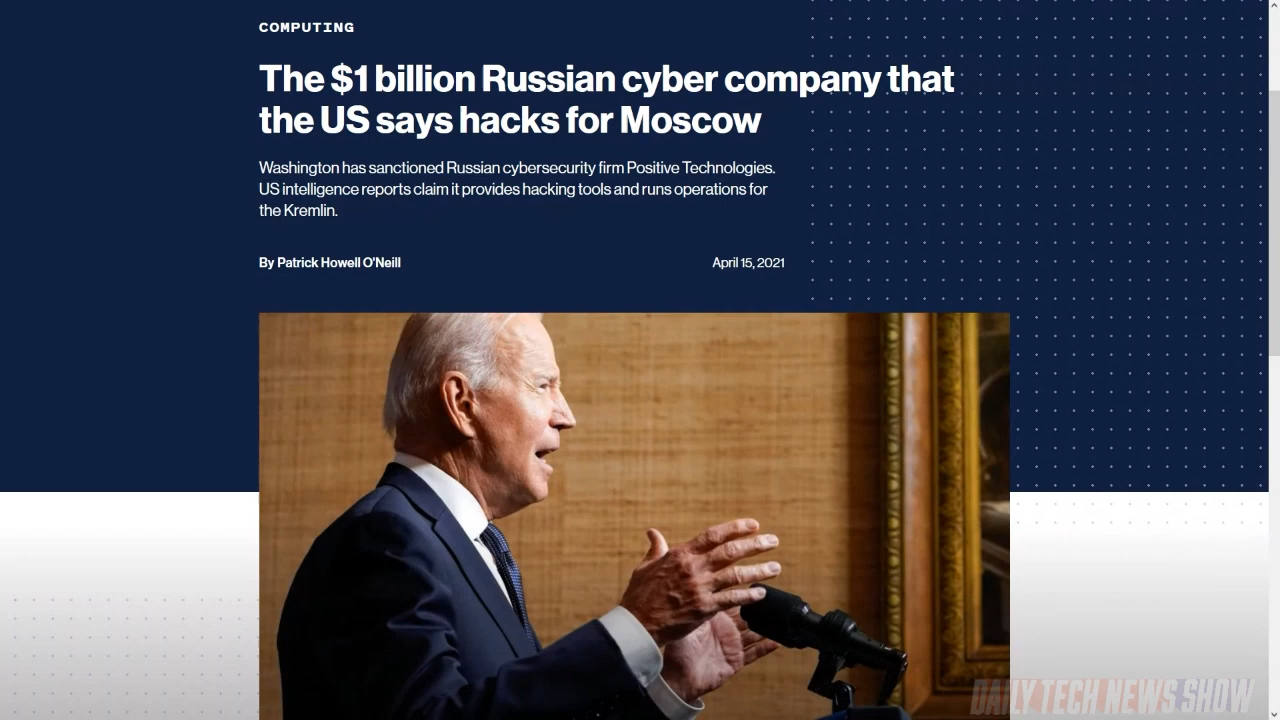 COMPUTING
The $1 billion Russian cyber company that
the US says hacks for Moscow
Washington has sanctioned Russian cybersecurity firm Positive Technologies.
US intelligence reports claim it provides hacking tools and runs operations for
the Kremlin.
By Patrick Howell O'Neill
April 15, 2021
DAILY TECH NEWS SHOW